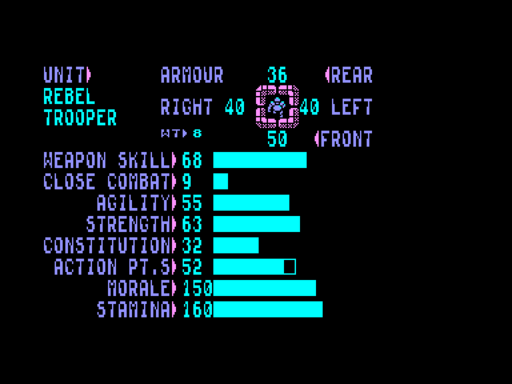 UNIT ARMOUR 36 REAR
REBEL
TROOPER
RIGHT 40 40 LEFT
WT 8
50 FRONT
WEAPON SKILL 68
CLOSE COMBAT 9
AGILITY 55
STRENGTH 63
CONSTITUTION 32
ACTION PT.S 52
MORALE 150
STAMINA 160